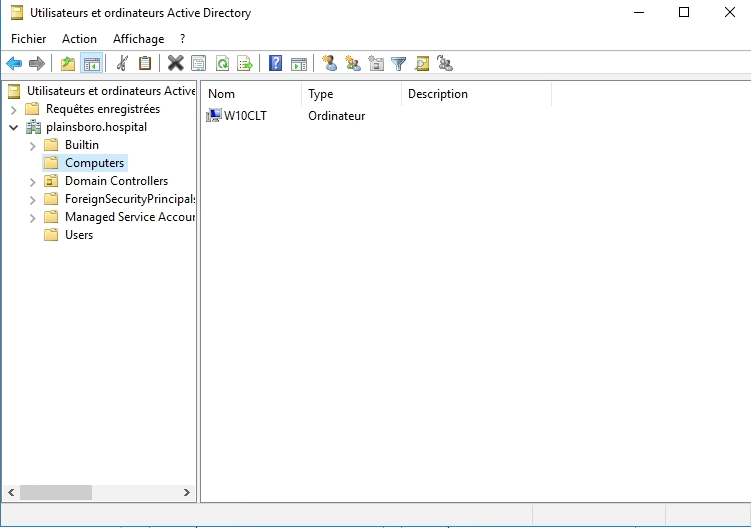 Utilisateurs et ordinateurs Active Directory
Fichier Action Affichage ?
Utilisateurs et ordinateurs Active
Requêtes enregistrées
plainsboro.hospital
Builtin
Computers
Domain Controllers
ForeignSecurityPrincipals
Managed Service Accour
Users
Nom Type Description
W10CLT Ordinateur